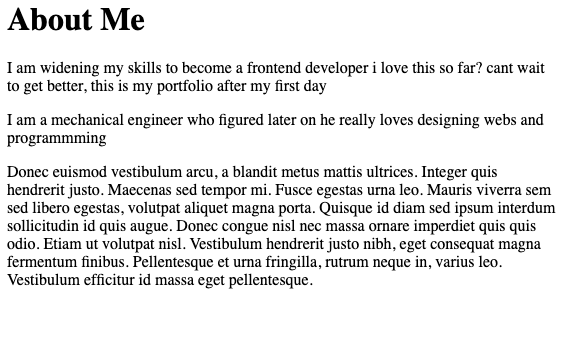 About Me
I am widening my skills to become a frontend developer i love this so far? cant wait
to get better, this is my portfolio after my first day
I am a mechanical engineer who figured later on he really loves designing webs and
programmming
Donec euismod vestibulum arcu, a blandit metus mattis ultrices. Integer quis
hendrerit justo. Maecenas sed tempor mi. Fusce egestas urna leo. Mauris viverra sem
sed libero egestas, volutpat aliquet magna porta. Quisque id diam sed ipsum interdum
sollicitudin id quis augue. Donec congue nisl nec massa ornare imperdiet quis quis
odio. Etiam ut volutpat nisl. Vestibulum hendrerit justo nibh, eget consequat magna
fermentum finibus. Pellentesque et urna fringilla, rutrum neque in, varius leo.
Vestibulum efficitur id massa eget pellentesque.